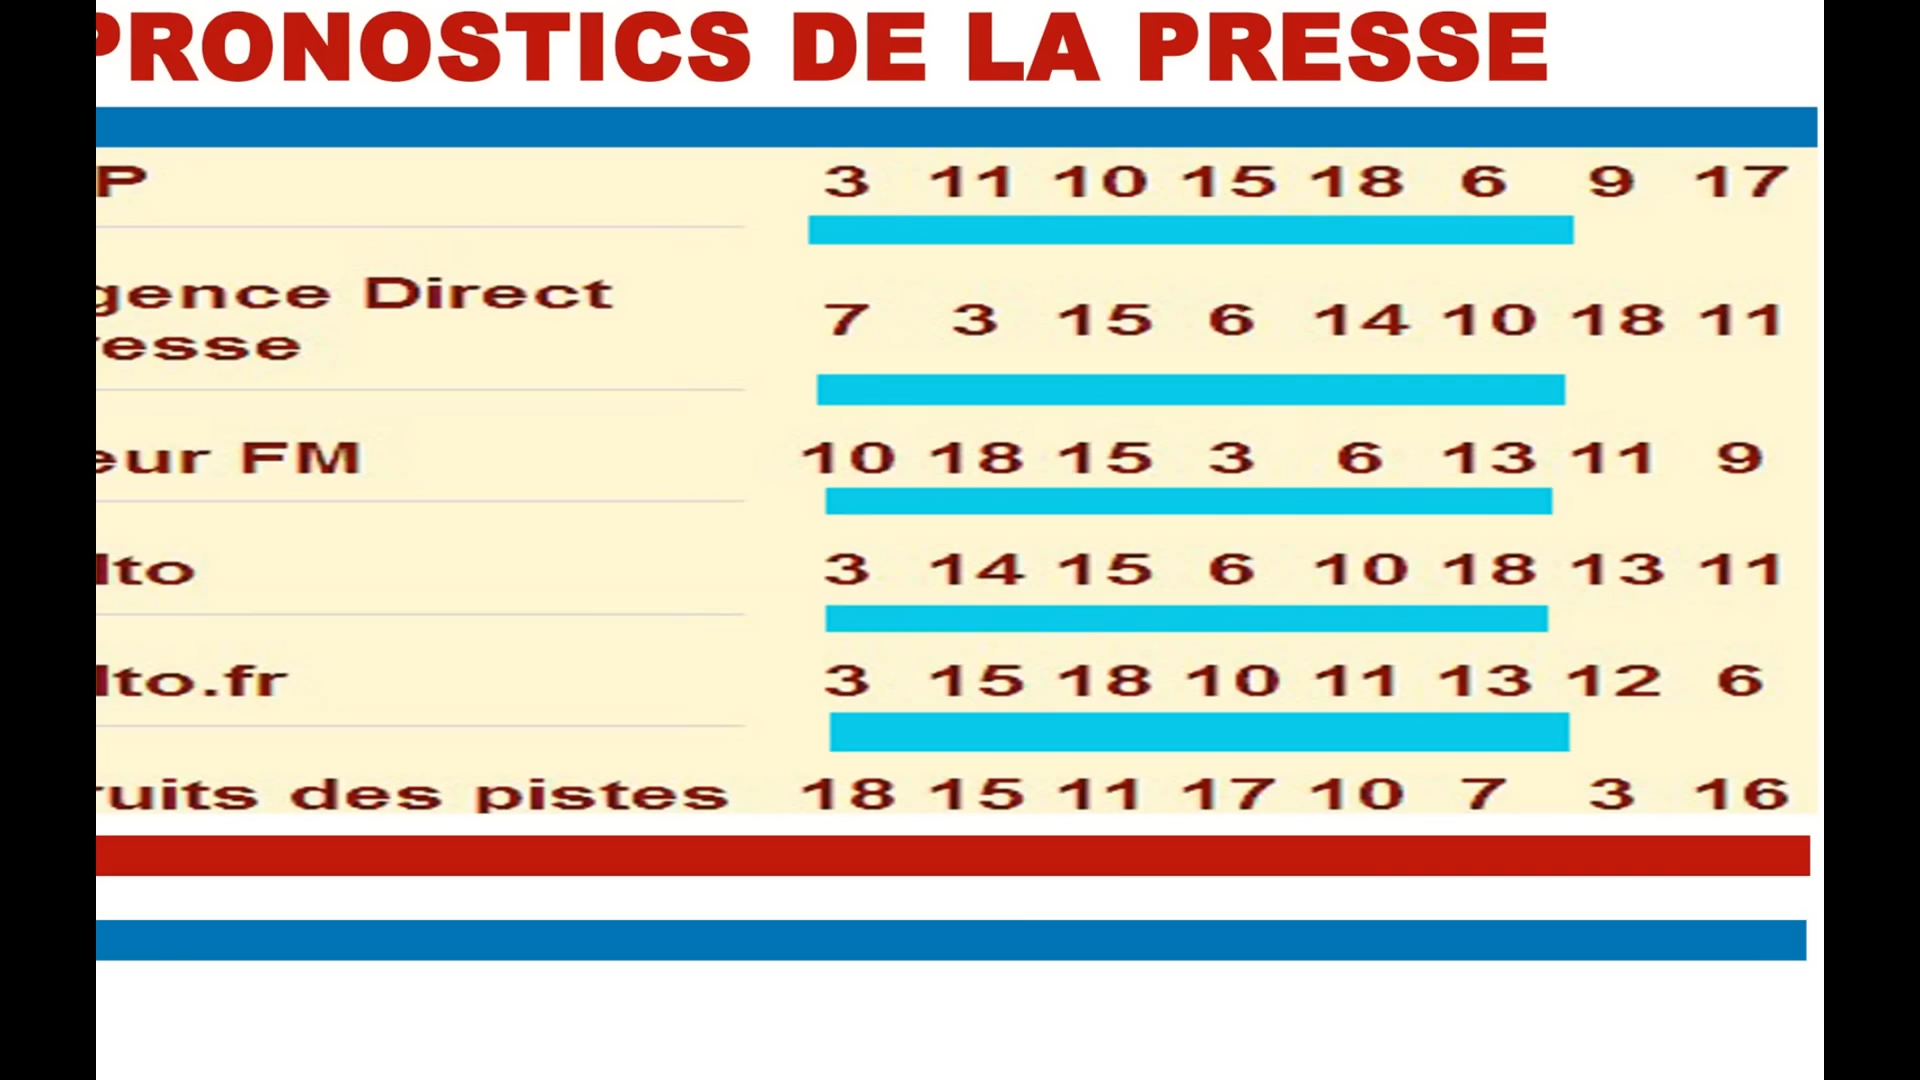 PRONOSTICS DE LA PRESSE
P 3 11 10 15 18 6 9 17
gence Direct
esse
7 3 15 6 14 10 18 11
eur FM 10 18 15 3 6 13 11 9
lto 3 14 15 6 10 18 13 11
lto.fr 3 15 18 10 11 13 12 6
ruits des pistes 18 15 11 17 10 7 3 16